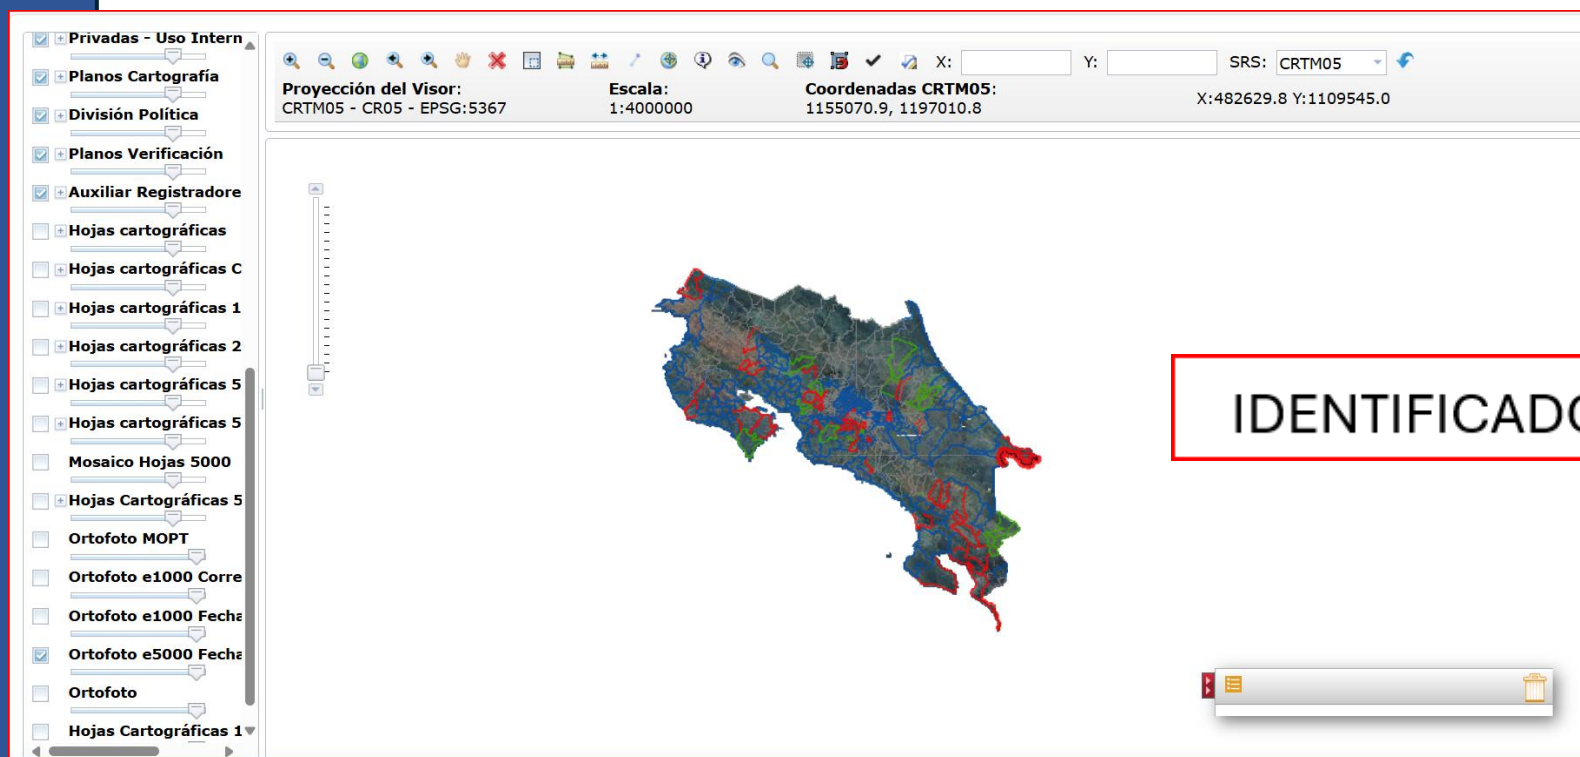 Privadas - Uso Intern
Planos Cartografía
División Política
Planos Verificación
Auxiliar Registradore
Hojas cartográficas
Hojas cartográficas C
Hojas cartográficas 1
Hojas cartográficas 2
Hojas cartográficas 5
Hojas cartográficas 5
Mosaico Hojas 5000
Hojas Cartográficas 5
Ortofoto MOPT
Ortofoto e1000 Corre
Ortofoto e1000 Fecha
Ortofoto e5000 Fecha
Ortofoto
Hojas Cartográficas 1
X: Y: SRS: CRTM05
Proyección del Visor: Escala: Coordenadas CRTM05:
CRTM05 - CR05 - EPSG:5367 1:4000000 1155070.9, 1197010.8 X:482629.8 Y:1109545.0
IDENTIFICADO